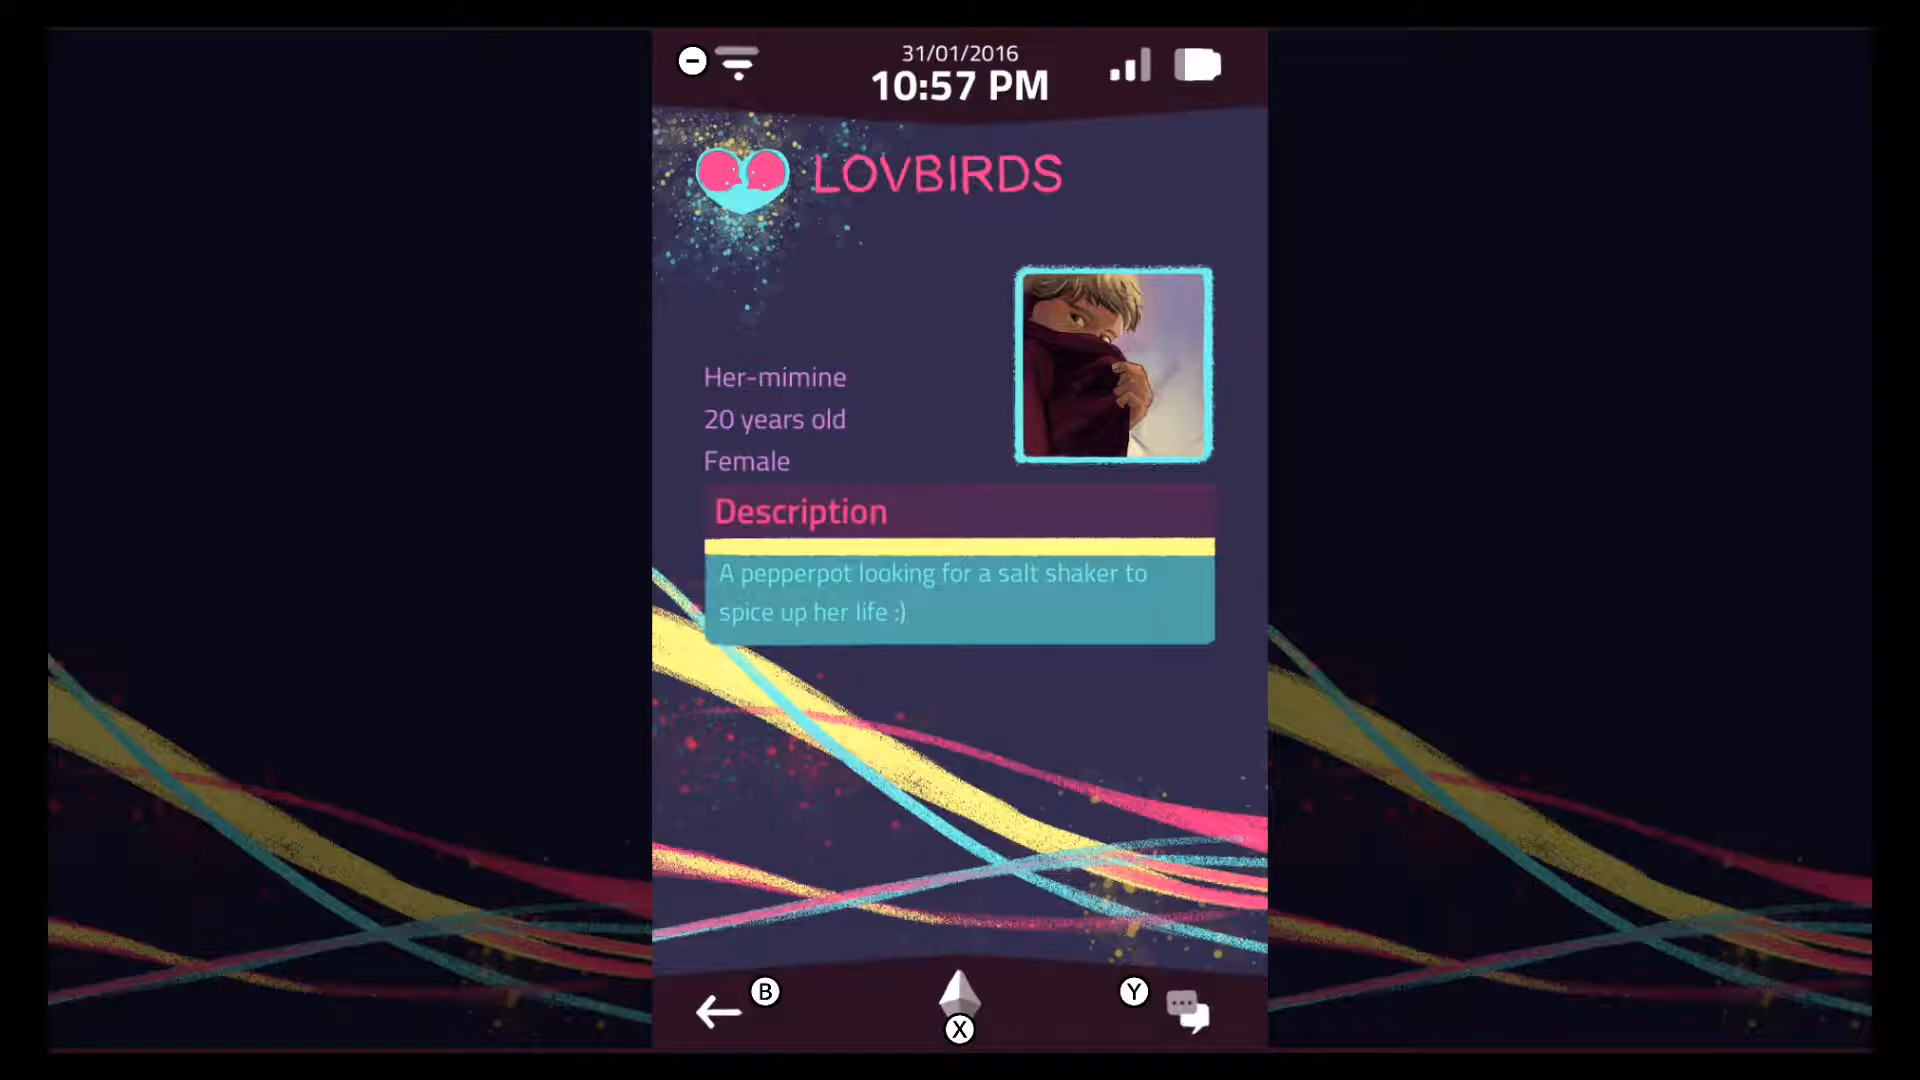 31/01/2016
10:57 PM
LOVBIRDS
Her-mimine
20 years old
Female
Description
A pepperpot looking for a salt shaker to
spice up her life :)
B
X
Y